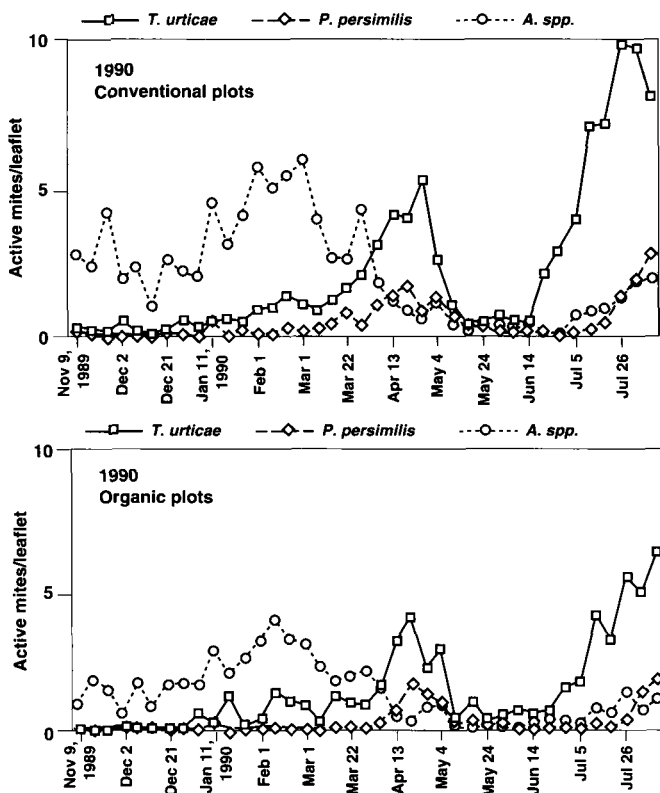 T. urticae P. persimilis A. spp.
1990
Conventional plots
Active mites/leaflet
10
5
0
Nov 9,
1989
Dec 2
Dec 21
Jan 11,
1990
Feb 1
Mar 1
Mar 22
Apr 13
May 4
May 24
Jun 14
Jul 5
Jul 26
T. urticae P. persimilis A. spp.
1990
Organic plots
Active mites/leaflet
10
5
0
Nov 9,
1989
Dec 2
Dec 21
Jan 11,
1990
Feb 1
Mar 1
Mar 22
Apr 13
May 4
May 24
Jun 14
Jul 5
Jul 26